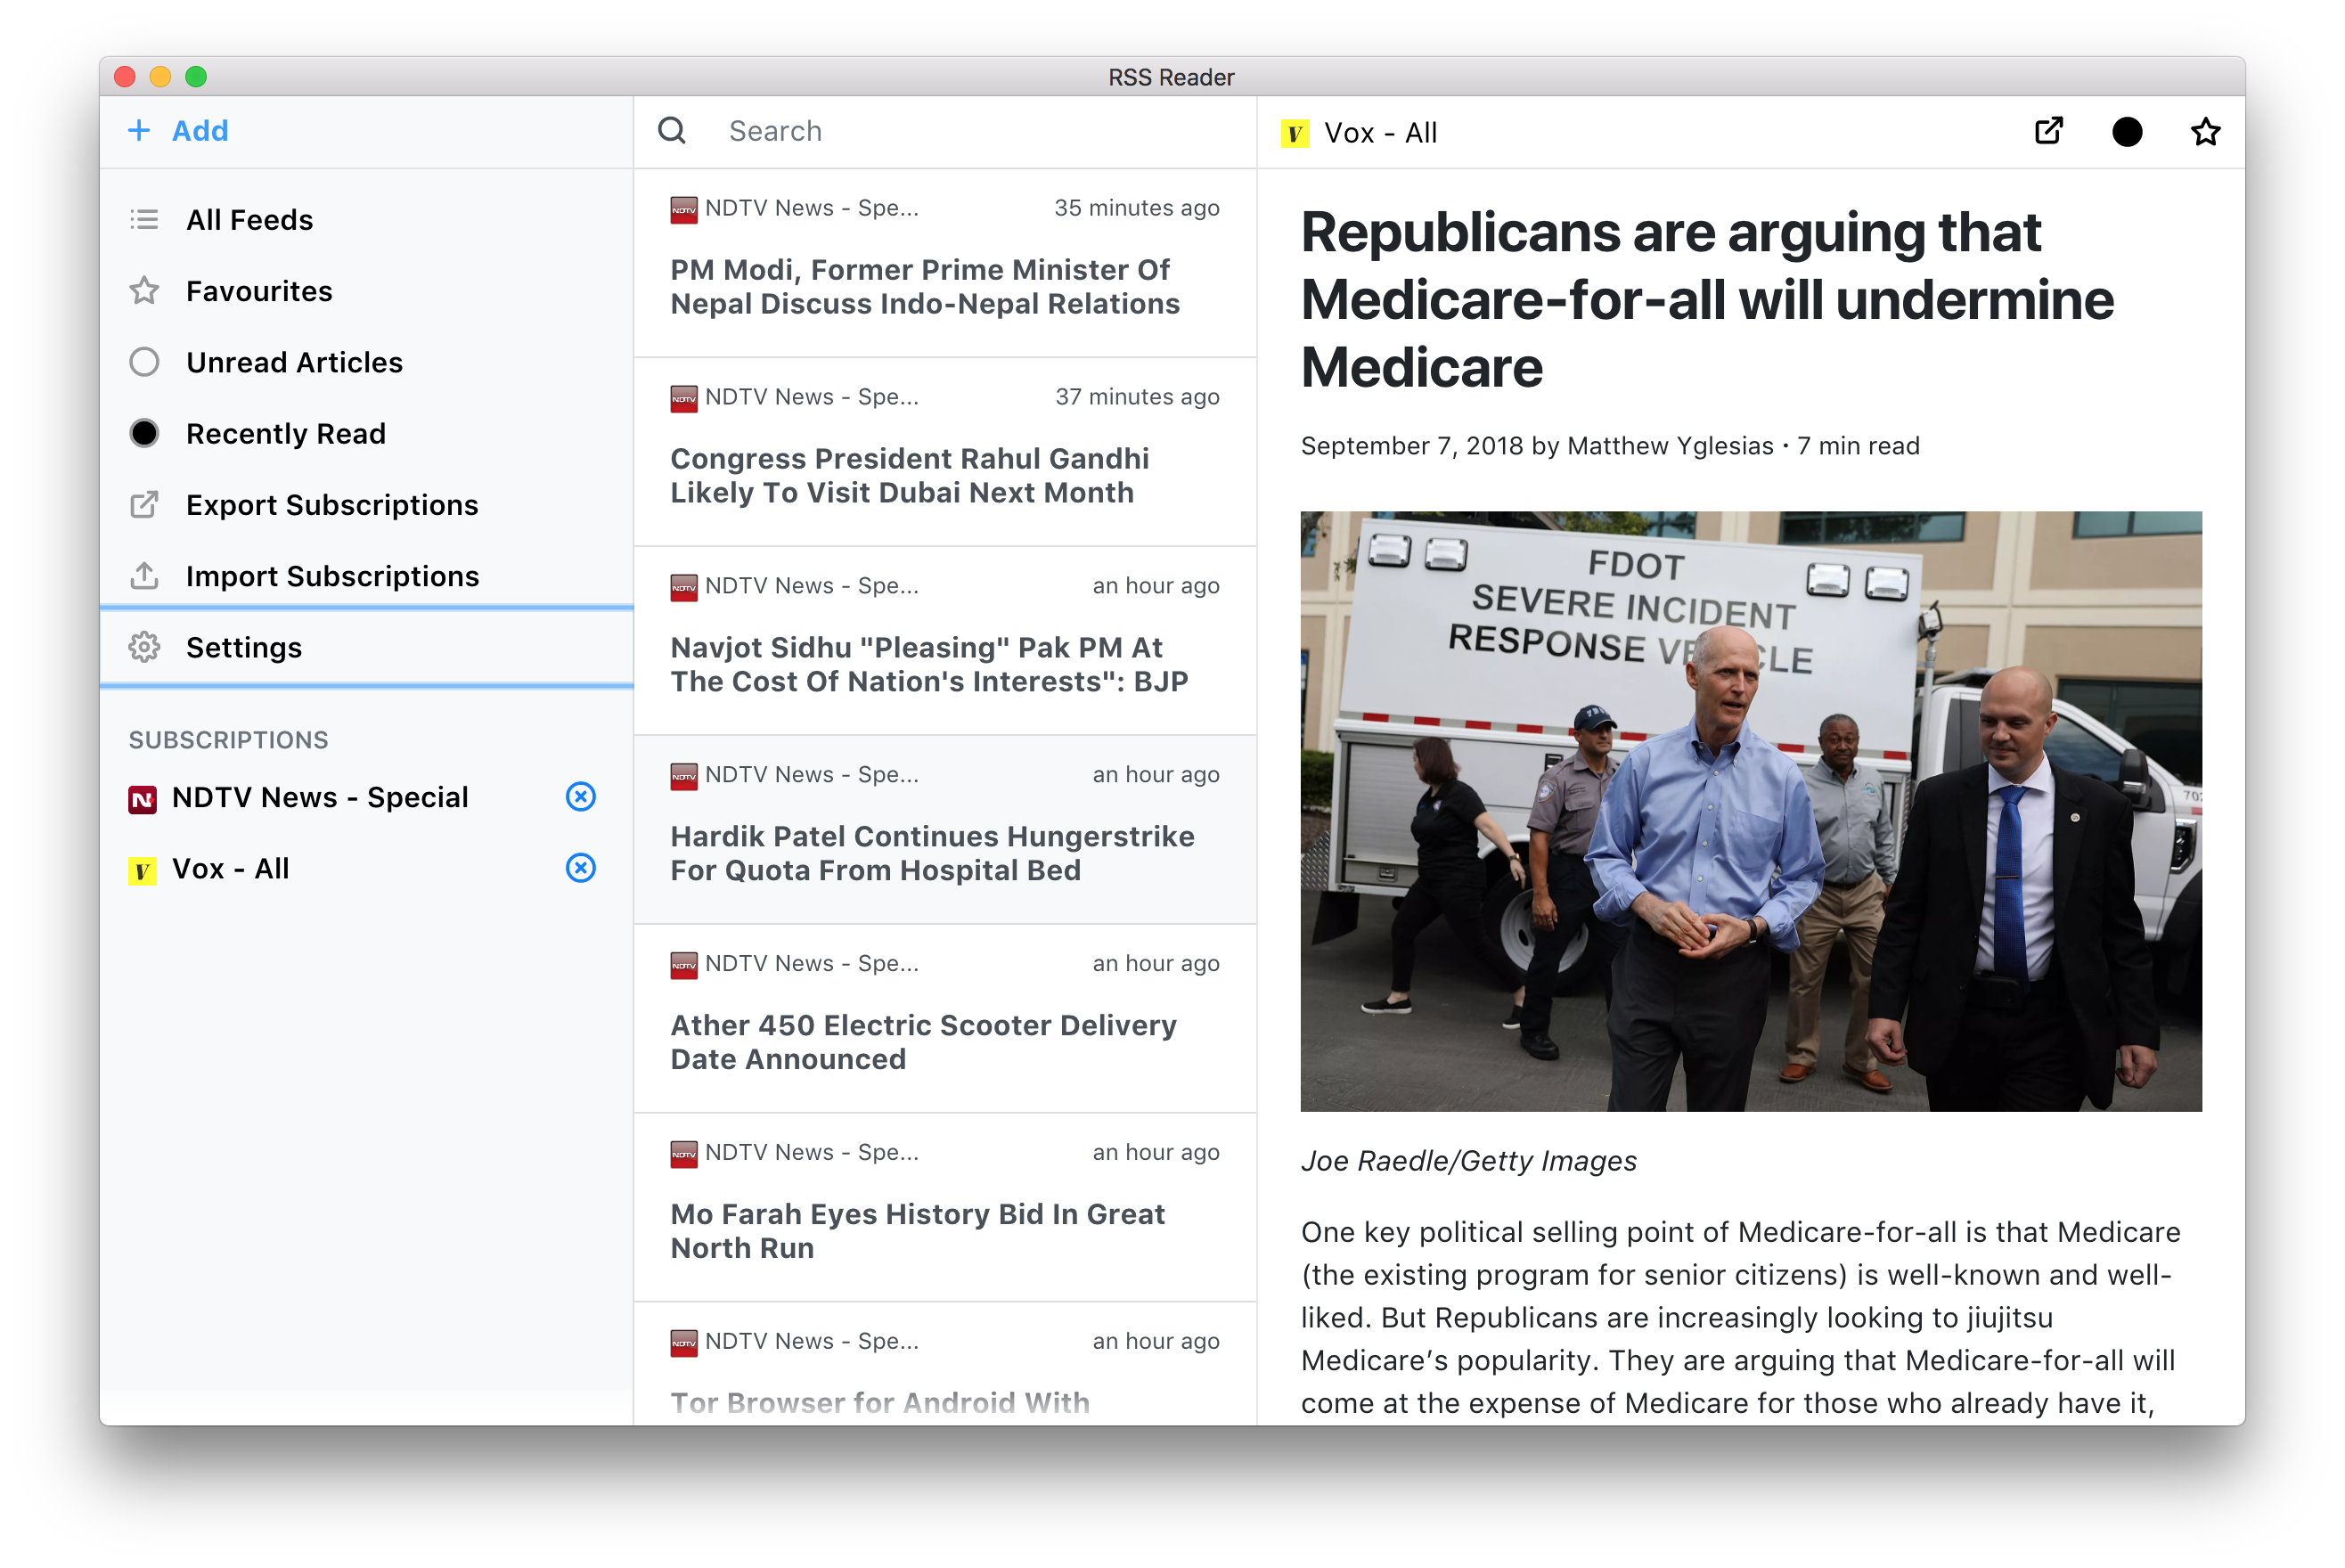 RSS Reader
Add
All Feeds
Favourites
Unread Articles
Recently Read
Export Subscriptions
Import Subscriptions
Settings
SUBSCRIPTIONS
NDTV News - Special
Vox - All
Search
NDTV News - Spe... 35 minutes ago
PM Modi, Former Prime Minister Of
Nepal Discuss Indo-Nepal Relations
NDTV News - Spe... 37 minutes ago
Congress President Rahul Gandhi
Likely To Visit Dubai Next Month
NDTV News - Spe... an hour ago
Navjot Sidhu "Pleasing" Pak PM At
The Cost Of Nation's Interests": BJP
NDTV News - Spe... an hour ago
Hardik Patel Continues Hungerstrike
For Quota From Hospital Bed
NDTV News - Spe... an hour ago
Ather 450 Electric Scooter Delivery
Date Announced
NDTV News - Spe... an hour ago
Mo Farah Eyes History Bid In Great
North Run
NDTV News - Spe... an hour ago
Tor Browser for Android With
V Vox - All
Republicans are arguing that
Medicare-for-all will undermine
Medicare
September 7, 2018 by Matthew Yglesias • 7 min read
FDOT
SEVERE INCIDENT
RESPONSE VE CLE
Joe Raedle/Getty Images
One key political selling point of Medicare-for-all is that Medicare
(the existing program for senior citizens) is well-known and well-
liked. But Republicans are increasingly looking to jiujitsu
Medicare’s popularity. They are arguing that Medicare-for-all will
come at the expense of Medicare for those who already have it,